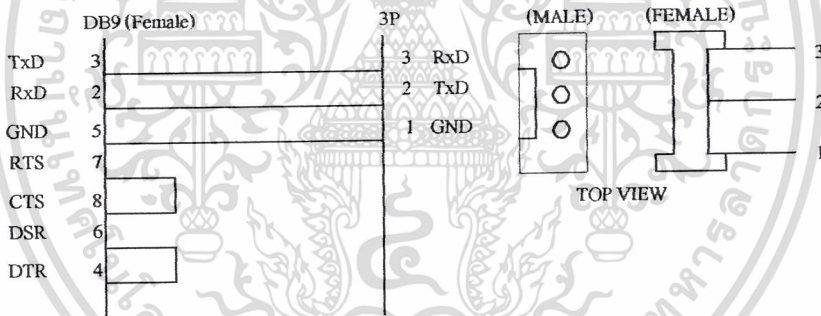 DB9 (Female) 3P (MALE) (FEMALE)
TxD 3 3 RxD 3
RxD 2 2 TxD 2
GND 5 1 GND 1
RTS 7
CTS 8 TOP VIEW
DSR 6
DTR 4